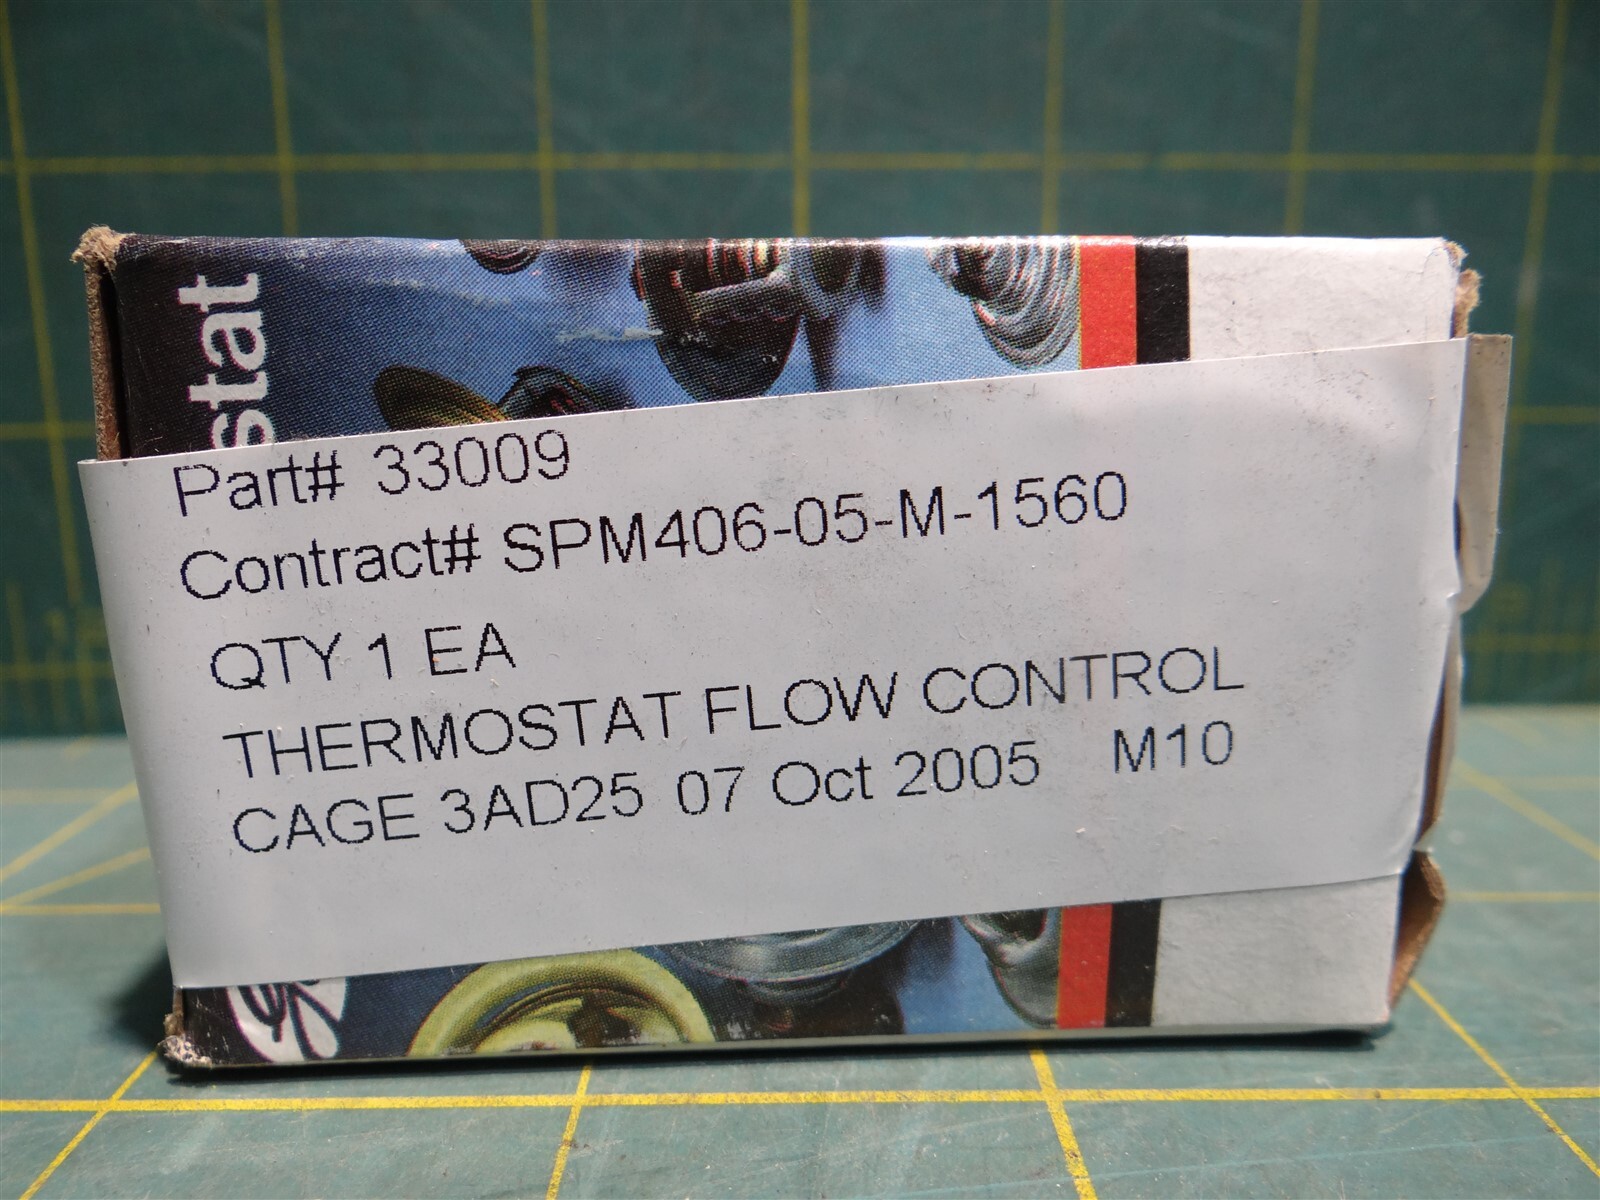 stat
Part# 33009
Contract# SPM406-05-M-1560
QTY 1 EA
THERMOSTAT FLOW CONTROL
CAGE 3AD25 07 Oct 2005 M10